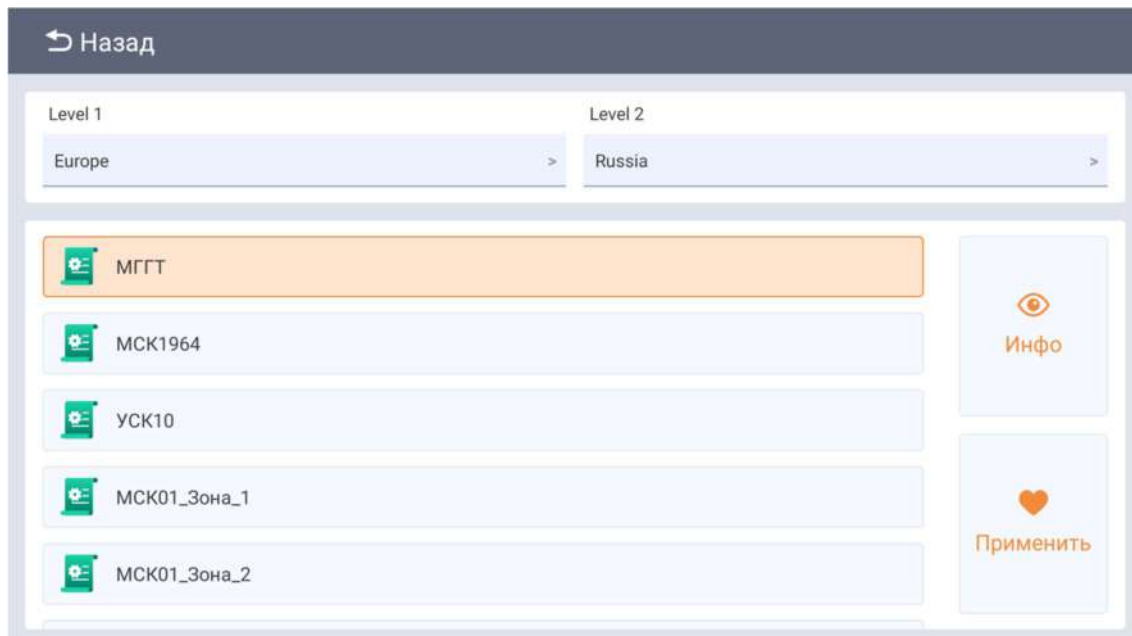 Назад
Level 1
Level 2
Europe >
Russia >
МГГТ
МСК1964
УСК10
МСК01_Зона_1
МСК01_Зона_2
Инфо
Применить